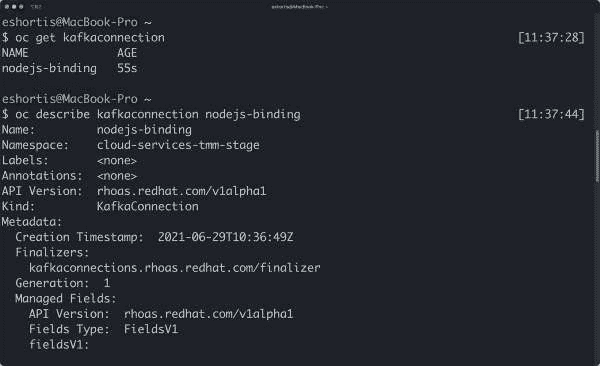 eshortis@MacBook-Pro:~
eshortis@MacBook-Pro ~
$ oc get kafkaconnection [11:37:28]
NAME AGE
nodejs-binding 55s
eshortis@MacBook-Pro ~
$ oc describe kafkaconnection nodejs-binding [11:37:44]
Name: nodejs-binding
Namespace: cloud-services-tmm-stage
Labels: <none>
Annotations: <none>
API Version: rhoas.redhat.com/v1alpha1
Kind: KafkaConnection
Metadata:
Creation Timestamp: 2021-06-29T10:36:49Z
Finalizers:
kafkaconnections.rhoas.redhat.com/finalizer
Generation: 1
Managed Fields:
API Version: rhoas.redhat.com/v1alpha1
Fields Type: FieldsV1
fieldsV1: